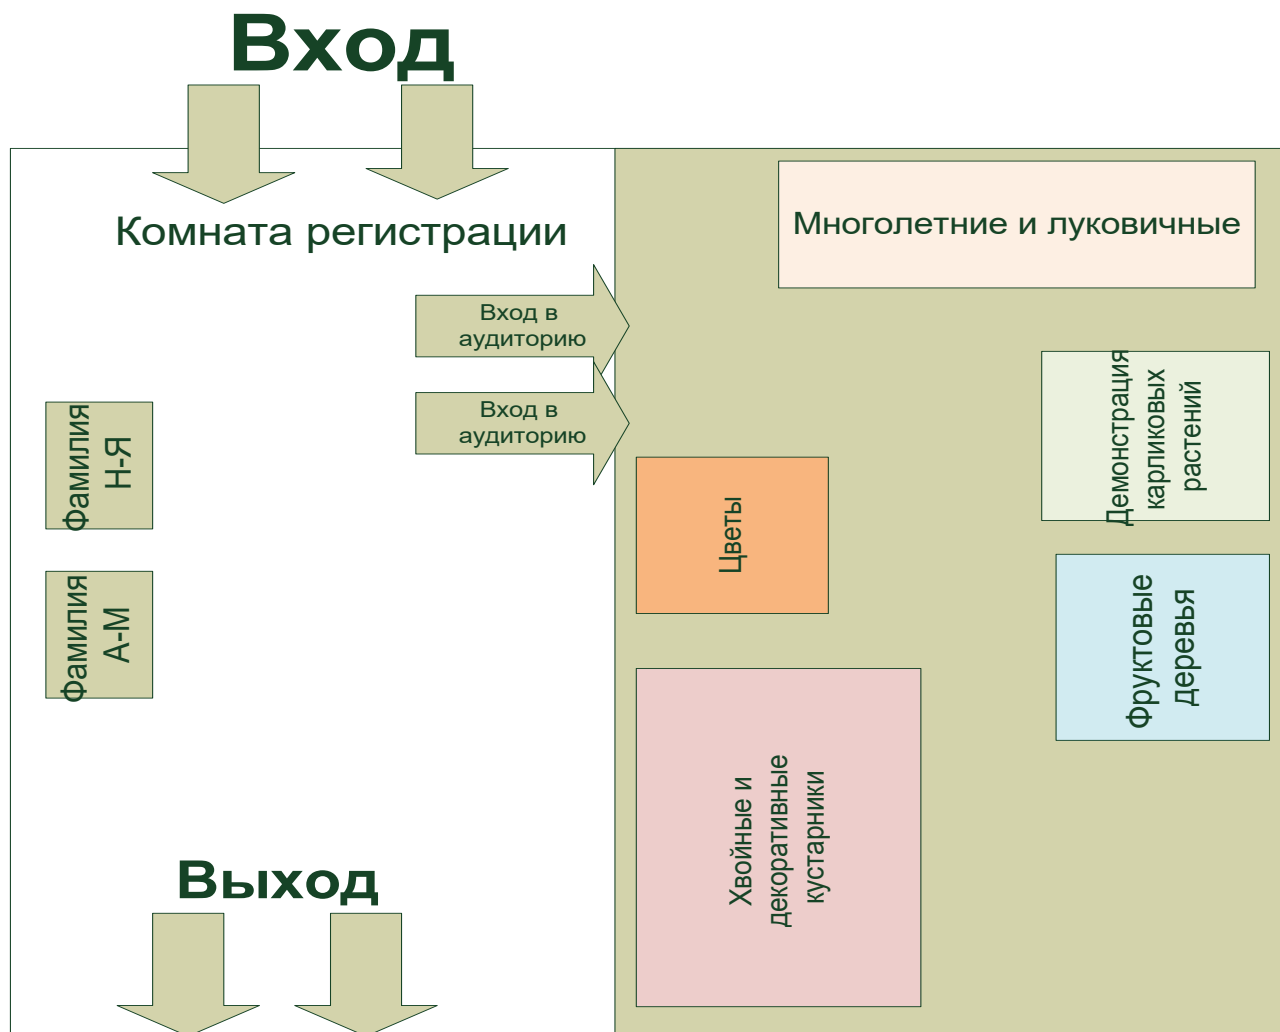 Вход
Комната регистрации
Многолетние и луковичные
Вход в
аудиторию
Вход в
аудиторию
Демонстрация
карликовых
растений
Фамилия
Н-Я
Цветы
Фамилия
А-М
Фруктовые
деревья
Хвойные и
декоративные
кустарники
Выход